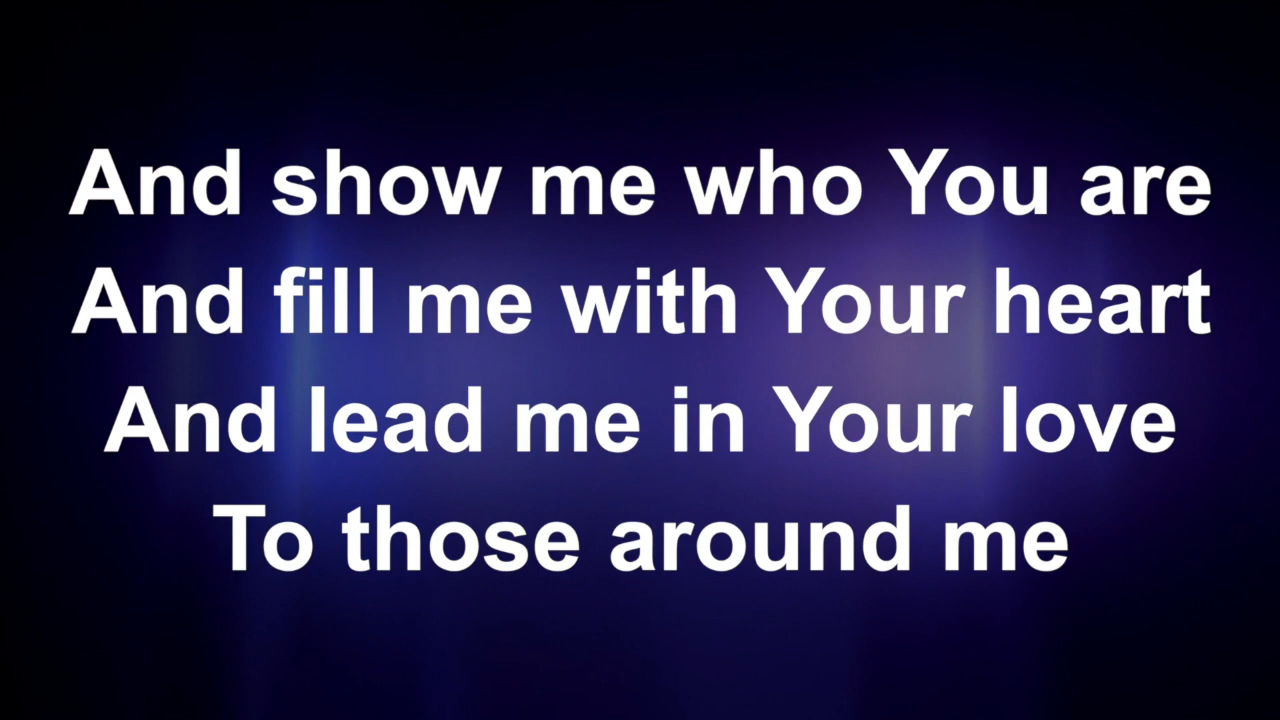 And show me who You are
And fill me with Your heart
And lead me in Your love
To those around me